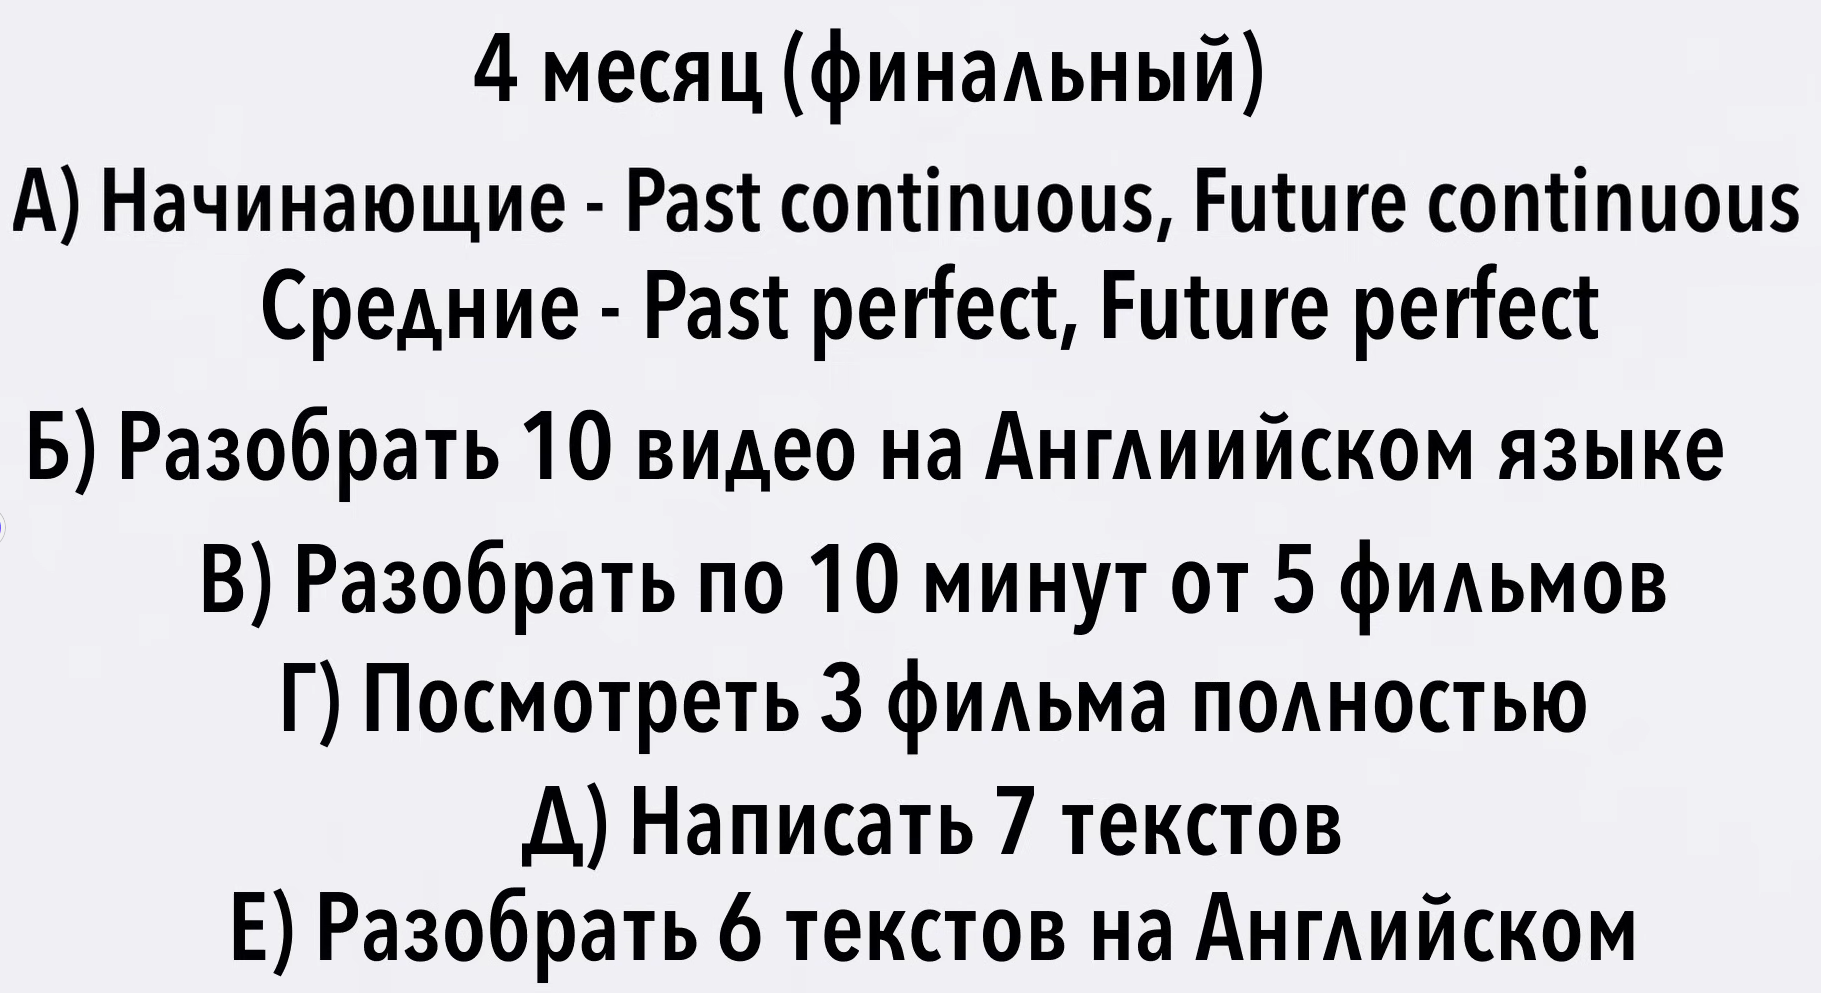 4 месяц (финальный)
А) Начинающие - Past continuous, Future continuous
Средние - Past perfect, Future perfect
Б) Разобрать 10 видео на Англиийском языке
В) Разобрать по 10 минут от 5 фильмов
Г) Посмотреть 3 фильма полностью
Д) Написать 7 текстов
Е) Разобрать 6 текстов на Английском